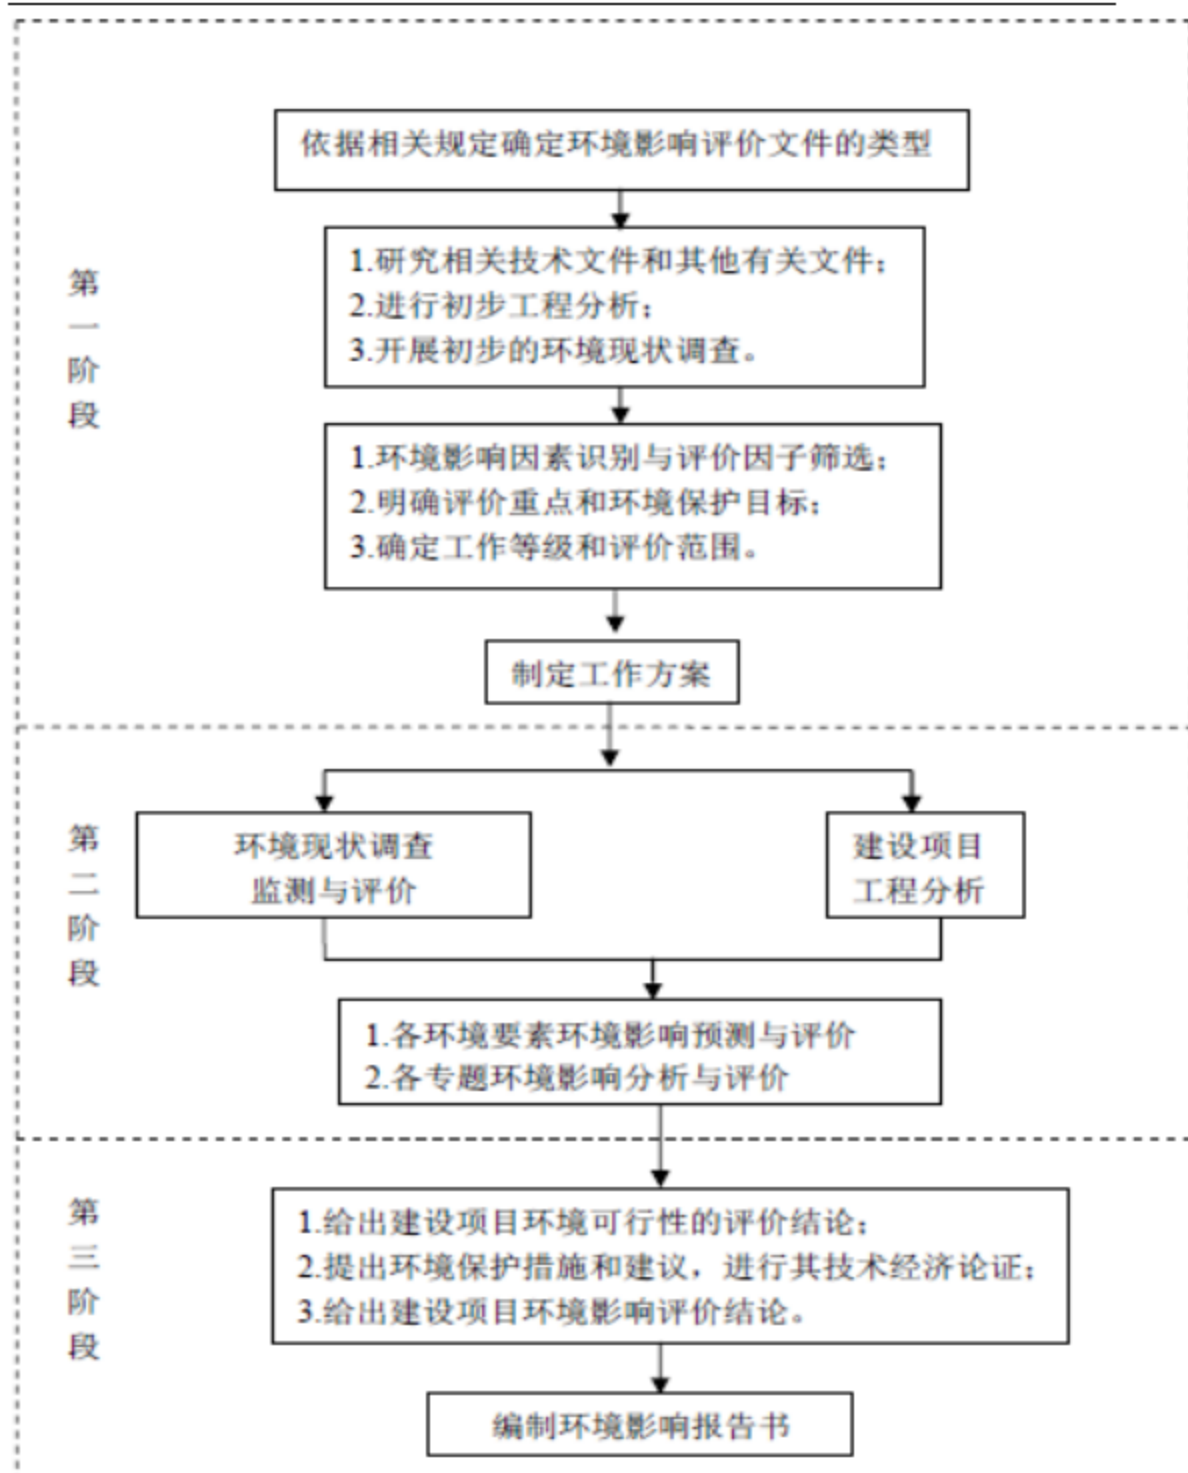 依据相关规定确定环境影响评价文件的类型
1.研究相关技术文件和其他有关文件；
2.进行初步工程分析；
3.开展初步的环境现状调查。
第一阶段
1.环境影响因素识别与评价因子筛选；
2.明确评价重点和环境保护目标；
3.确定工作等级和评价范围。
制定工作方案
第二阶段
环境现状调查
监测与评价
建设项目
工程分析
1.各环境要素环境影响预测与评价
2.各专题环境影响分析与评价
第三阶段
1.给出建设项目环境可行性的评价结论；
2.提出环境保护措施和建议，进行其技术经济论证；
3.给出建设项目环境影响评价结论。
编制环境影响报告书